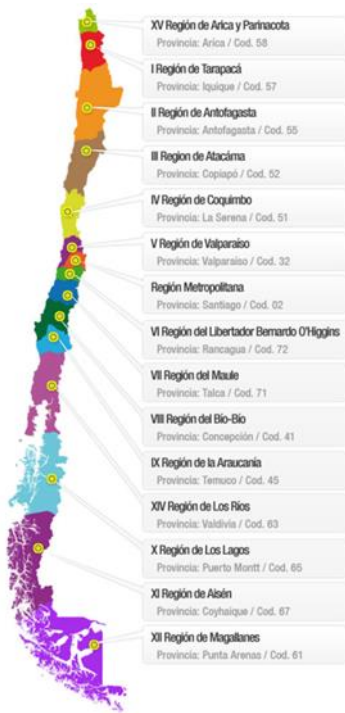 XV Región de Arica y Parinacota
Provincia: Arica / Cod. 58
I Región de Tarapacá
Provincia: Iquique / Cod. 57
II Región de Antofagasta
Provincia: Antofagasta / Cod. 55
III Region de Atacáma
Provincia: Copiapó / Cod. 52
IV Región de Coquimbo
Provincia: La Serena / Cod. 51
V Región de Valparaíso
Provincia: Valparaíso / Cod. 32
Región Metropolitana
Provincia: Santiago / Cod. 02
VI Región del Libertador Bernardo O'Higgins
Provincia: Rancagua / Cod. 72
VII Región del Maule
Provincia: Talca / Cod. 71
VIII Región del Bío-Bío
Provincia: Concepción / Cod. 41
IX Región de la Araucanía
Provincia: Temuco / Cod. 45
XIV Región de Los Ríos
Provincia: Valdivia / Cod. 63
X Región de Los Lagos
Provincia: Puerto Montt / Cod. 65
XI Región de Aisén
Provincia: Coyhaique / Cod. 67
XII Región de Magallanes
Provincia: Punta Arenas / Cod. 61